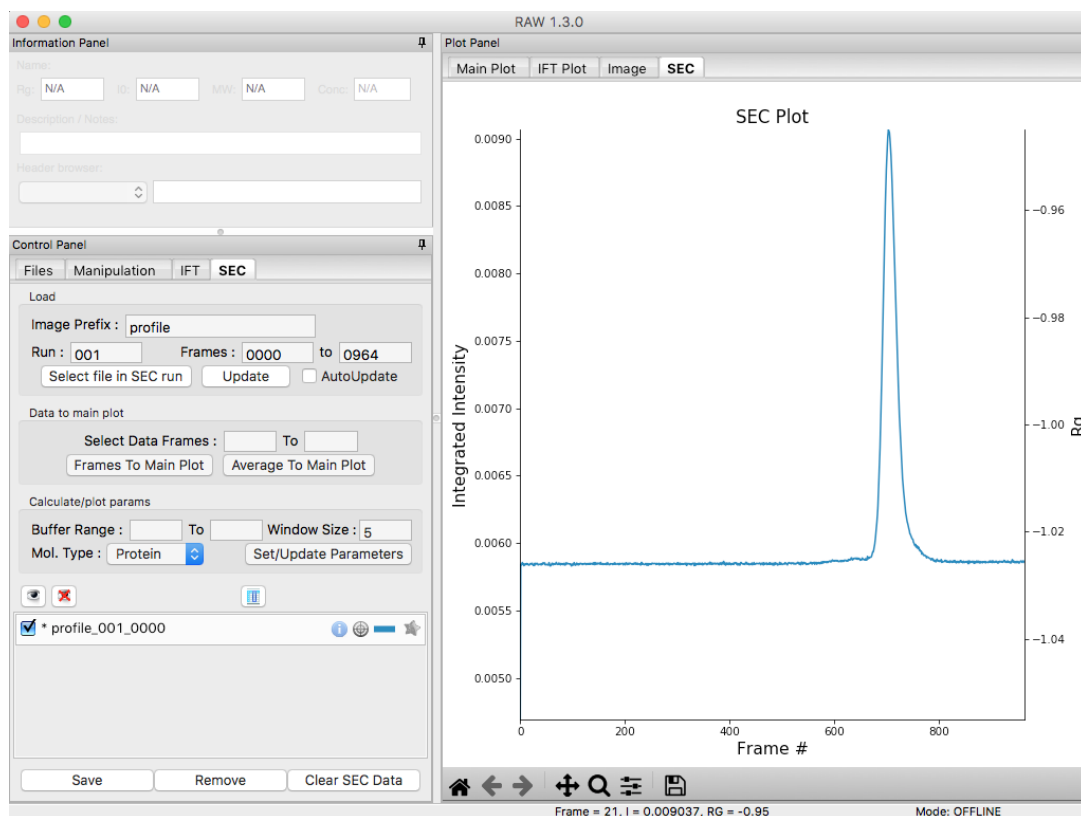 RAW 1.3.0
Information Panel
Name:
Rg: N/A I0: N/A MW: N/A Conc: N/A
Description / Notes:
Header browser:
Control Panel
Files Manipulation IFT SEC
Load
Image Prefix : profile
Run : 001 Frames : 0000 to 0964
Select file in SEC run Update AutoUpdate
Data to main plot
Select Data Frames : To
Frames To Main Plot Average To Main Plot
Calculate/plot params
Buffer Range : To Window Size : 5
Mol. Type : Protein Set/Update Parameters
* profile_001_0000
Save Remove Clear SEC Data
Plot Panel
Main Plot IFT Plot Image SEC
SEC Plot
Integrated Intensity
0.0090
0.0085
0.0080
0.0075
0.0070
0.0065
0.0060
0.0055
0.0050
0 200 400 600 800
Frame #
−0.96
−0.98
−1.00
−1.02
−1.04
Rg
Frame = 21, I = 0.009037, RG = -0.95 Mode: OFFLINE